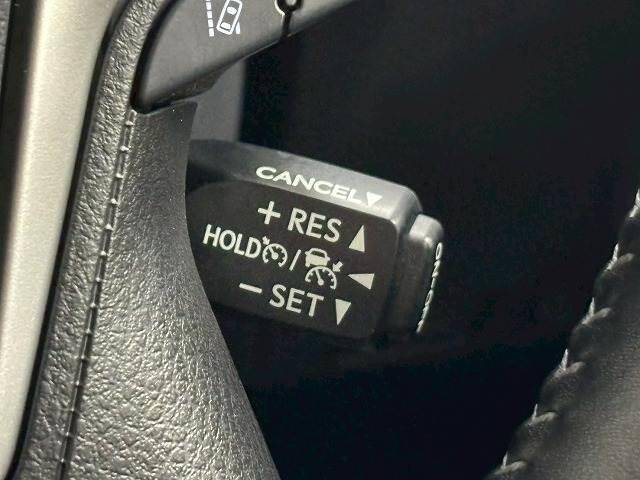 CANCEL▼
+ RES ▲
HOLD / ◄
− SET ▼